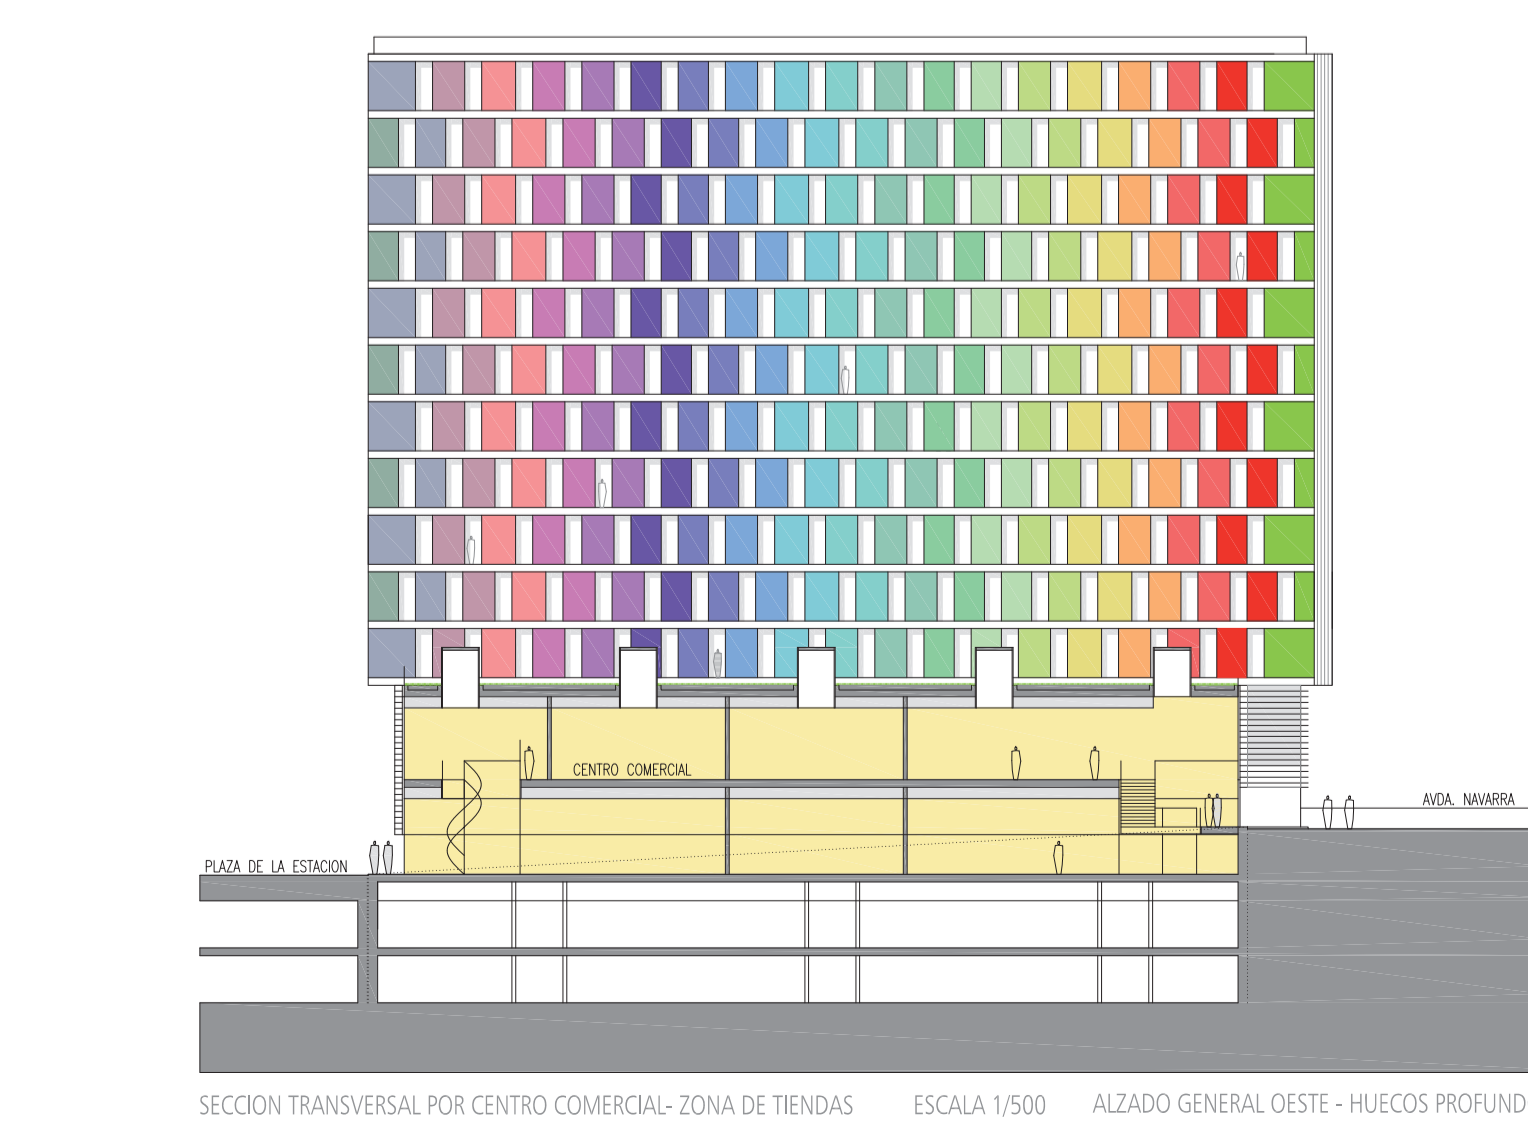 CENTRO COMERCIAL
AVDA. NAVARRA
PLAZA DE LA ESTACION
SECCION TRANSVERSAL POR CENTRO COMERCIAL- ZONA DE TIENDAS
ESCALA 1/500
ALZADO GENERAL OESTE - HUECOS PROFUND